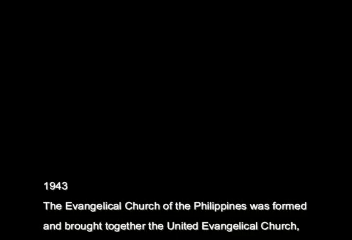 1943
The Evangelical Church of the Philippines was formed
and brought together the United Evangelical Church,